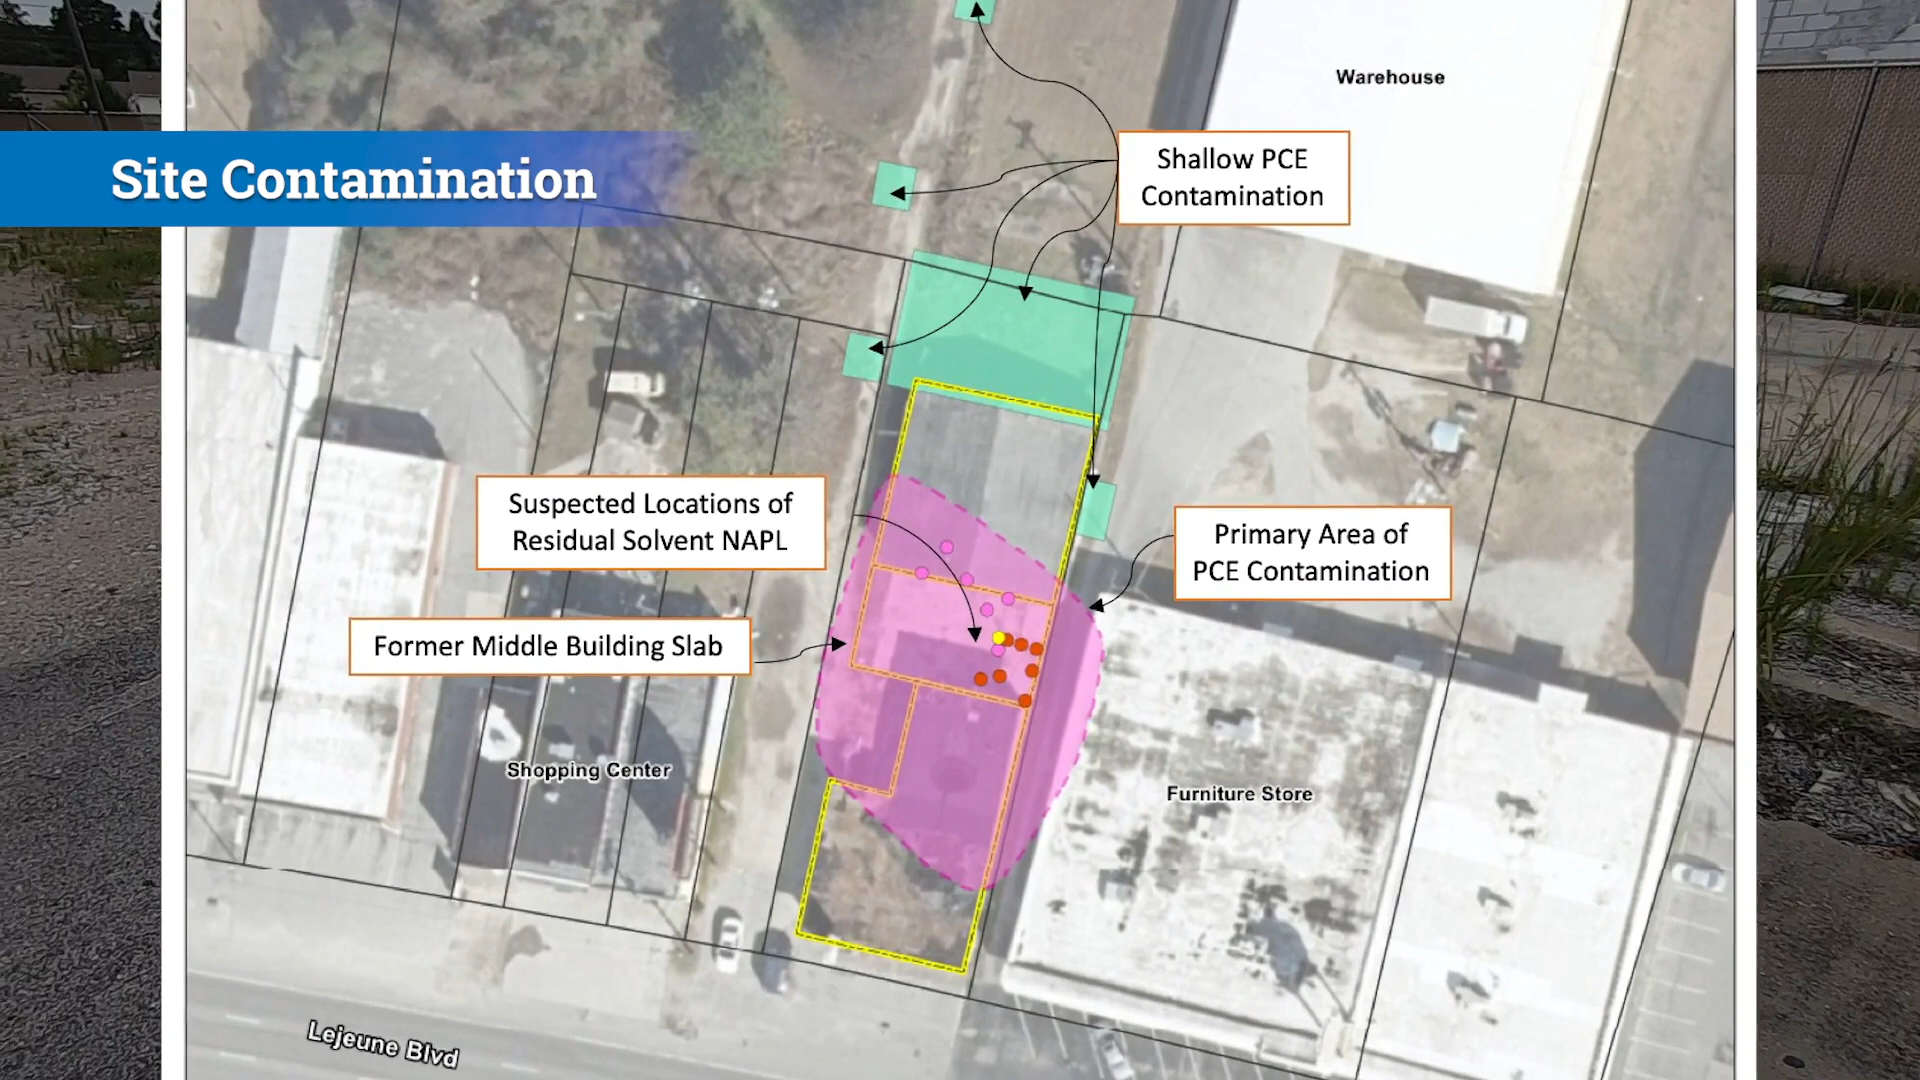 Warehouse
Site Contamination
Shallow PCE
Contamination
Suspected Locations of
Residual Solvent NAPL
Primary Area of
PCE Contamination
Former Middle Building Slab
Shopping Center
Furniture Store
Lejeune Blvd